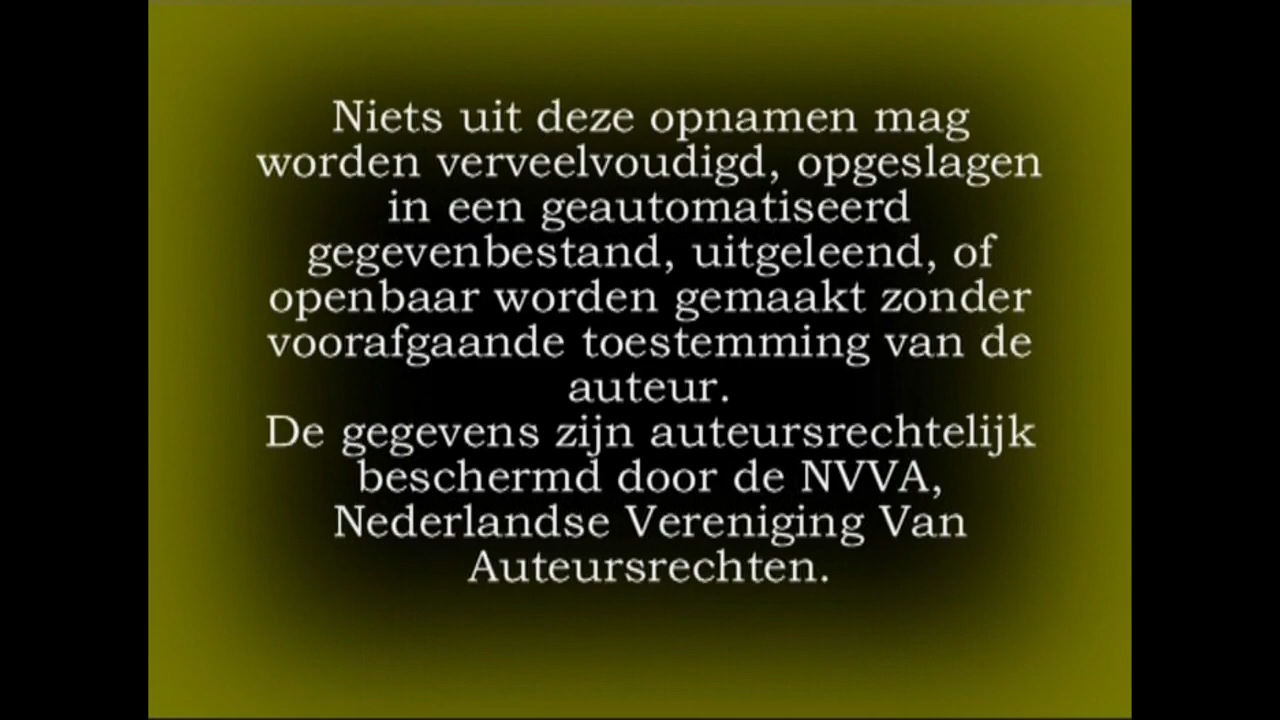 Niets uit deze opnamen mag
worden verveelvoudigd, opgeslagen
in een geautomatiseerd
gegevenbestand, uitgeleend, of
openbaar worden gemaakt zonder
voorafgaande toestemming van de
auteur.
De gegevens zijn auteursrechtelijk
beschermd door de NVVA,
Nederlandse Vereniging Van
Auteursrechten.